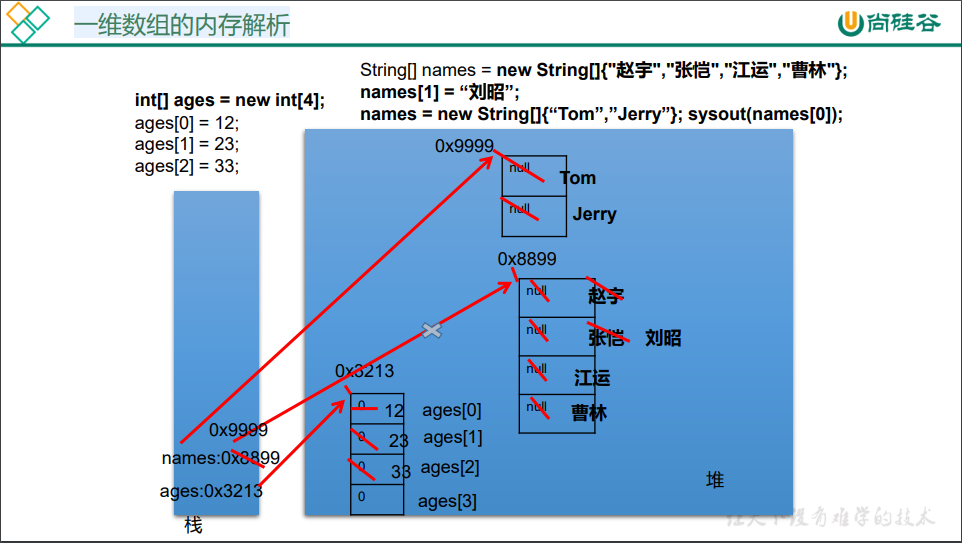 一维数组的内存解析
尚硅谷
String[] names = new String[]{"赵宇","张恺","江运","曹林"};
names[1] = “刘昭”;
names = new String[]{“Tom”,”Jerry”}; sysout(names[0]);
int[] ages = new int[4];
ages[0] = 12;
ages[1] = 23;
ages[2] = 33;
0x9999
null
Tom
null
Jerry
0x8899
null 赵宇
null 张恺 刘昭
null 江运
null 曹林
0x3213
0 12 ages[0]
0 23 ages[1]
0 33 ages[2]
0 ages[3]
0x9999
names:0x8899
ages:0x3213
堆
栈
让天下没有难学的技术